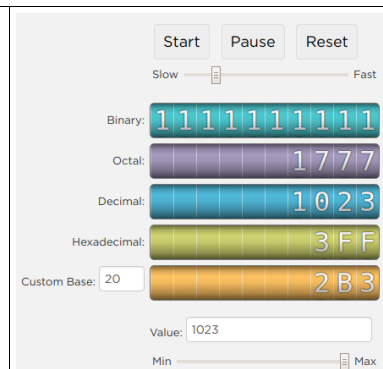 Start Pause Reset
Slow Fast
Binary: 1111111111
Octal: 1777
Decimal: 1023
Hexadecimal: 3FF
Custom Base: 20 2B3
Value: 1023
Min Max